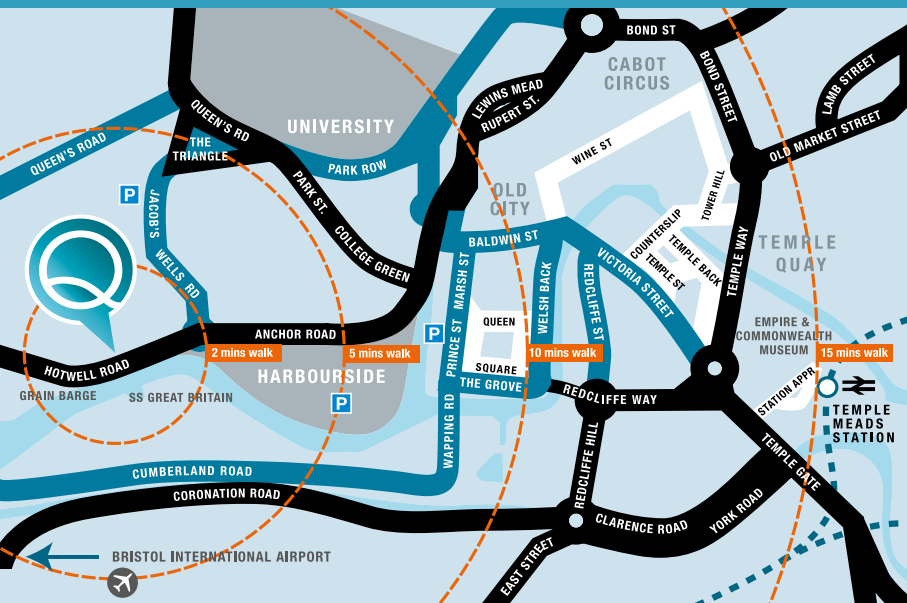 BOND ST
CABOT
CIRCUS
BOND STREET
LAMB STREET
OLD MARKET STREET
LEWINS MEAD
RUPERT ST.
QUEEN'S RD
UNIVERSITY
THE
TRIANGLE
QUEEN'S ROAD
PARK ROW
WINE ST
P
JACOB'S
WELLS RD
PARK ST.
COLLEGE GREEN
OLD
CITY
TOWER HILL
COUNTERSLIP
TEMPLE BACK
TEMPLE ST
TEMPLE WAY
TEMPLE
QUAY
BALDWIN ST
VICTORIA STREET
MARSH ST
PRINCE ST
WELSH BACK
REDCLIFFE ST
Q
ANCHOR ROAD
P
QUEEN
SQUARE
EMPIRE &
COMMONWEALTH
MUSEUM
HOTWELL ROAD
2 mins walk
5 mins walk
10 mins walk
15 mins walk
HARBOURSIDE
THE GROVE
REDCLIFFE WAY
STATION APPR
GRAIN BARGE
SS GREAT BRITAIN
P
TEMPLE
MEADS
STATION
WAPPING RD
REDCLIFFE HILL
TEMPLE GATE
CUMBERLAND ROAD
CORONATION ROAD
CLARENCE ROAD
YORK ROAD
EAST STREET
BRISTOL INTERNATIONAL AIRPORT